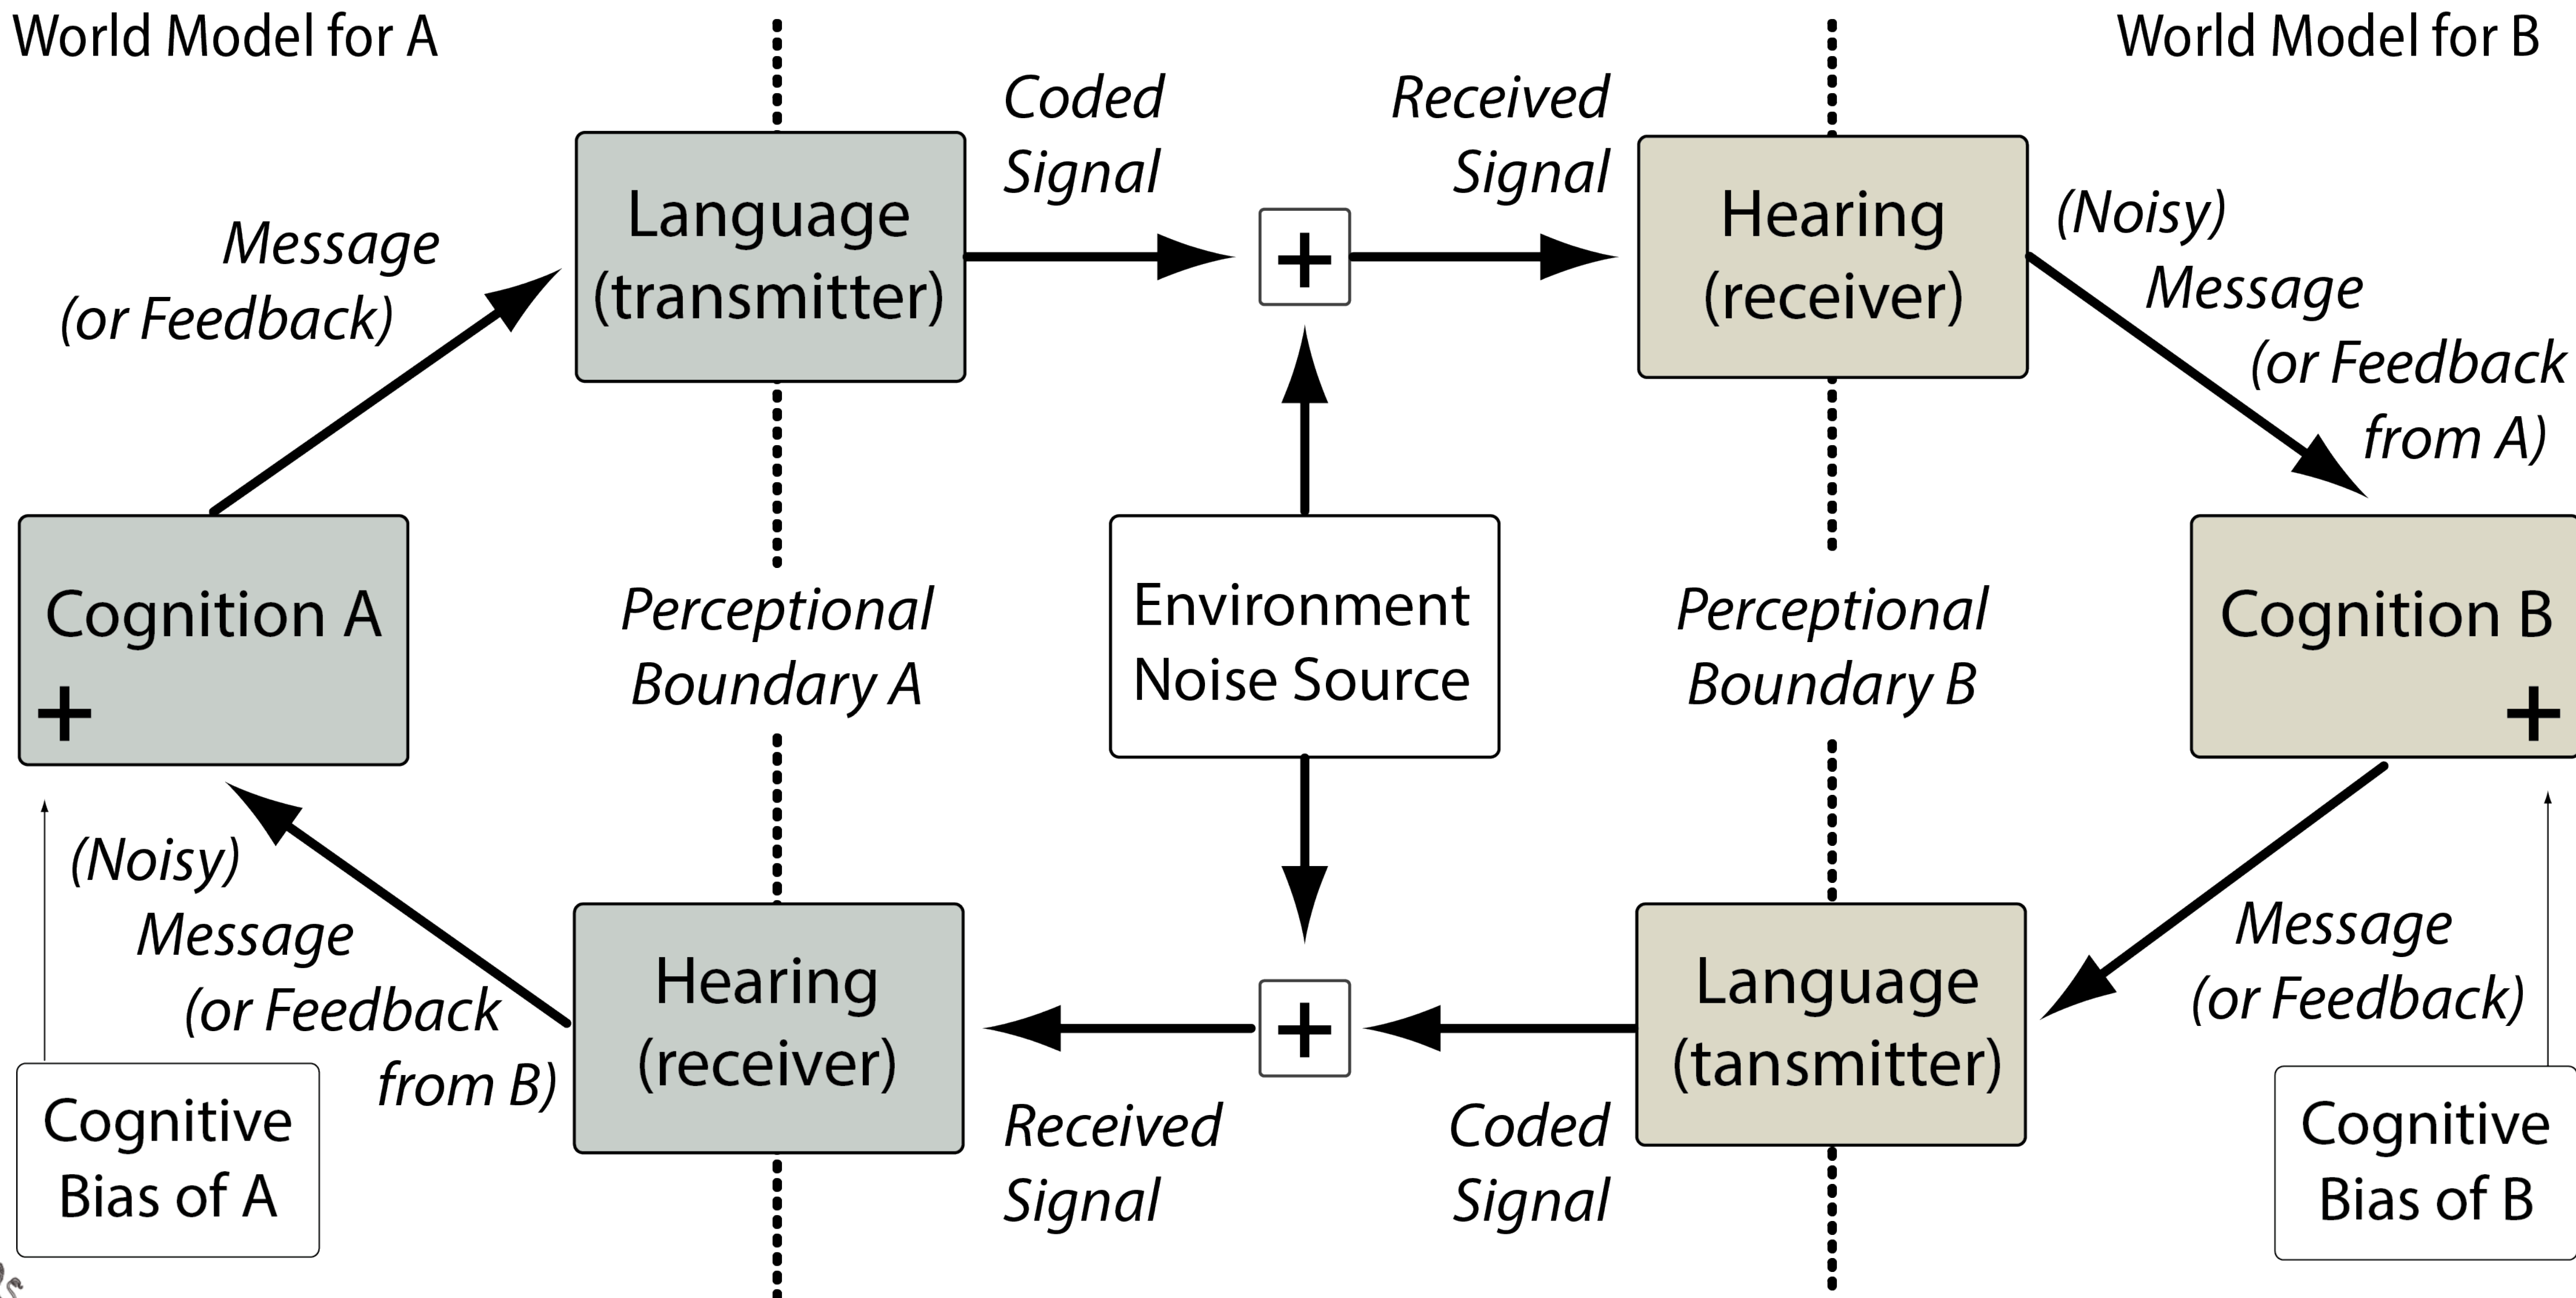 World Model for A
World Model for B
Coded
Signal
Received
Signal
Language
(transmitter)
Hearing
(receiver)
(Noisy)
Message
(or Feedback
from A)
Message
(or Feedback)
+
Cognition A
+
Perceptional
Boundary A
Environment
Noise Source
Perceptional
Boundary B
Cognition B
+
(Noisy)
Message
(or Feedback
from B)
Hearing
(receiver)
+
Language
(tansmitter)
Message
(or Feedback)
Received
Signal
Coded
Signal
Cognitive
Bias of A
Cognitive
Bias of B